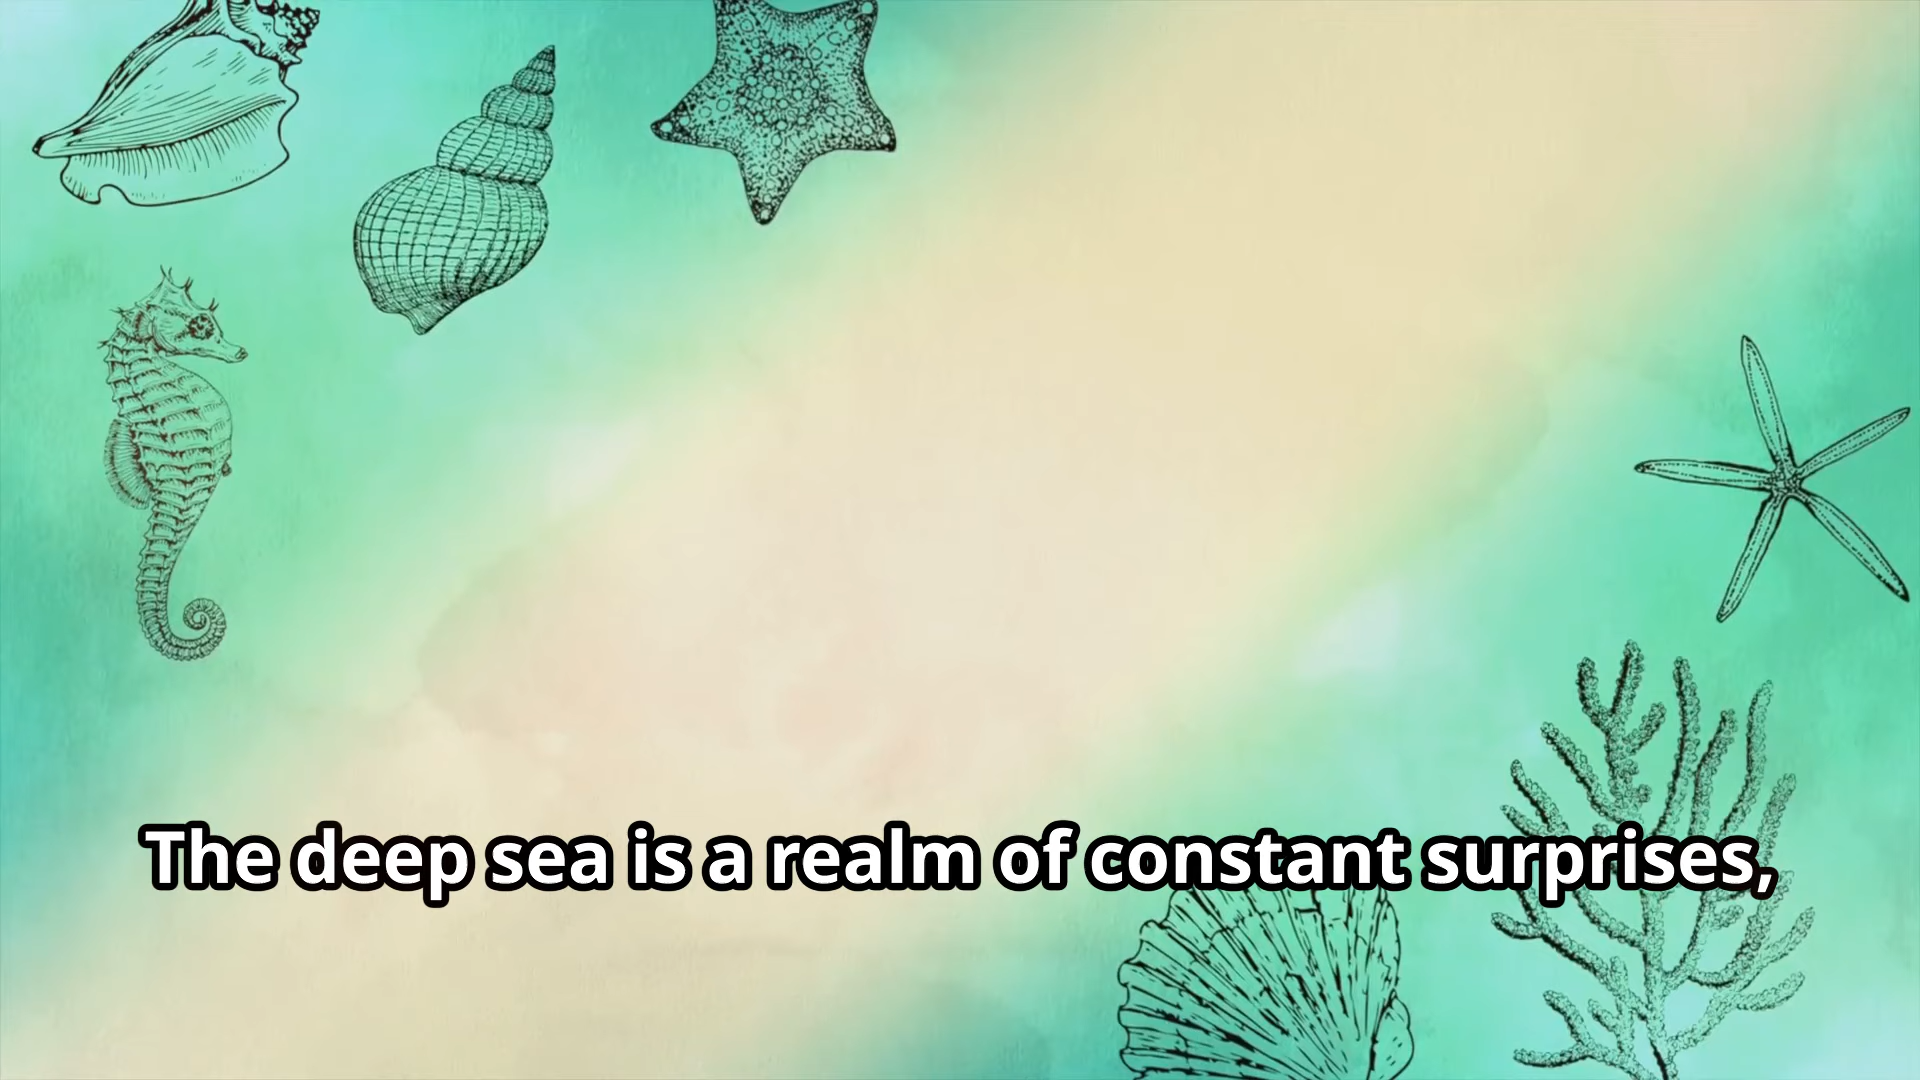 The deep sea is a realm of constant surprises,